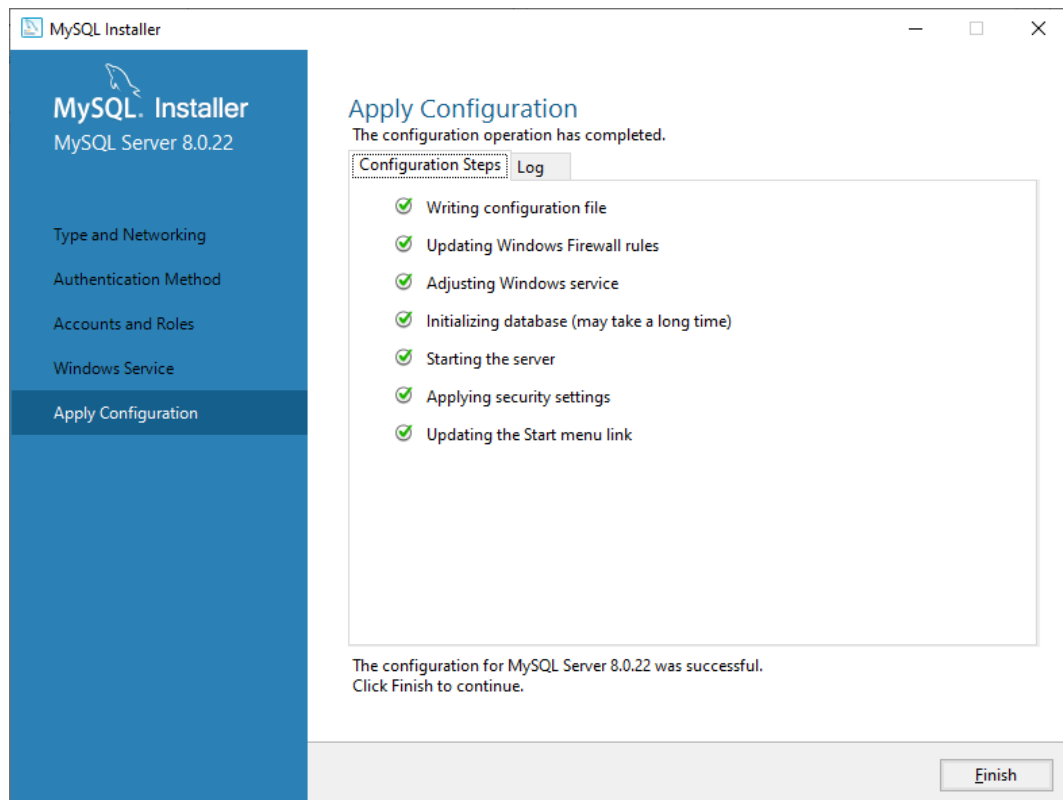 MySQL Installer
MySQL. Installer
MySQL Server 8.0.22
Type and Networking
Authentication Method
Accounts and Roles
Windows Service
Apply Configuration
Apply Configuration
The configuration operation has completed.
Configuration Steps
Log
Writing configuration file
Updating Windows Firewall rules
Adjusting Windows service
Initializing database (may take a long time)
Starting the server
Applying security settings
Updating the Start menu link
The configuration for MySQL Server 8.0.22 was successful.
Click Finish to continue.
Finish